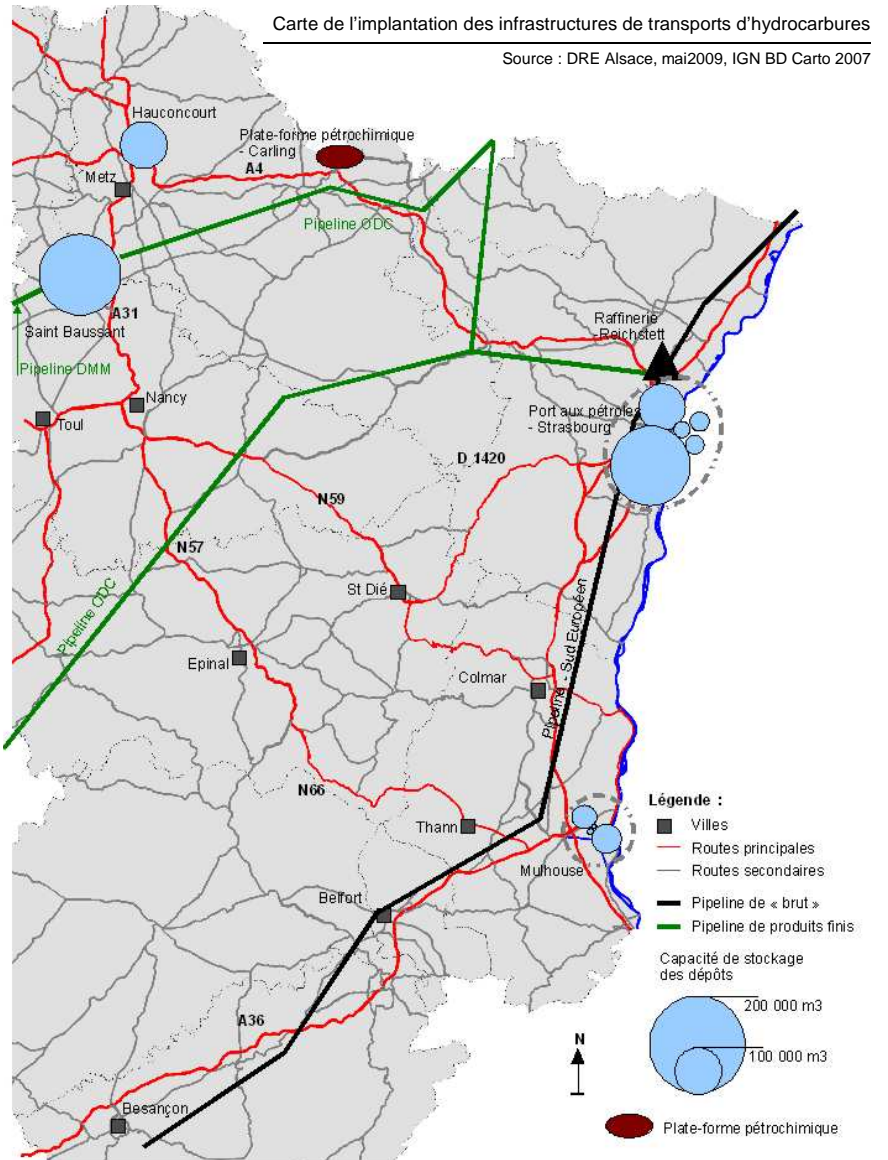 Carte de l'implantation des infrastructures de transports d'hydrocarbures
Source : DRE Alsace, mai2009, IGN BD Carto 2007
Hauconcourt
Plate-forme pétrochimique
- Carling
A4
Metz
Pipeline ODC
A31
Saint Baussant
Pipeline DMM
Raffinerie
-Reichstett
Nancy
Toul
Port aux pétroles
- Strasbourg
D 1420
N59
N57
St Dié
Pipeline ODC
Epinal
Colmar
Pipeline - Sud Européen
N66
Thann
Mulhouse
Belfort
A36
Besançon
Légende :
Villes
Routes principales
Routes secondaires
Pipeline de « brut »
Pipeline de produits finis
Capacité de stockage
des dépôts
200 000 m3
100 000 m3
N
Plate-forme pétrochimique